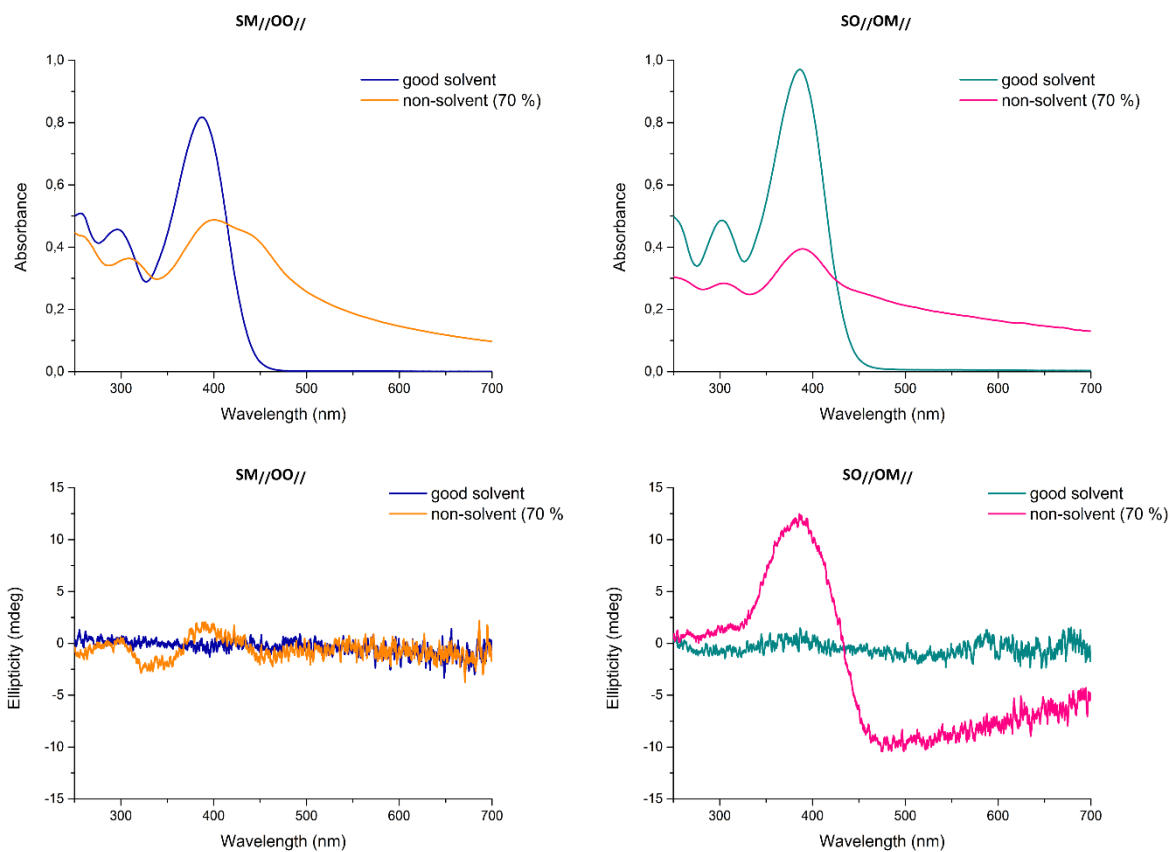 SM//OO//
good solvent
non-solvent (70 %)
1,0
0,8
0,6
0,4
0,2
0,0
Absorbance
300 400 500 600 700
Wavelength (nm)
SO//OM//
good solvent
non-solvent (70 %)
1,0
0,8
0,6
0,4
0,2
0,0
Absorbance
300 400 500 600 700
Wavelength (nm)
SM//OO//
good solvent
non-solvent (70 %
15
10
5
0
-5
-10
-15
Ellipticity (mdeg)
300 400 500 600 700
Wavelength (nm)
SO//OM//
good solvent
non-solvent (70 %)
15
10
5
0
-5
-10
-15
Ellipticity (mdeg)
300 400 500 600 700
Wavelength (nm)